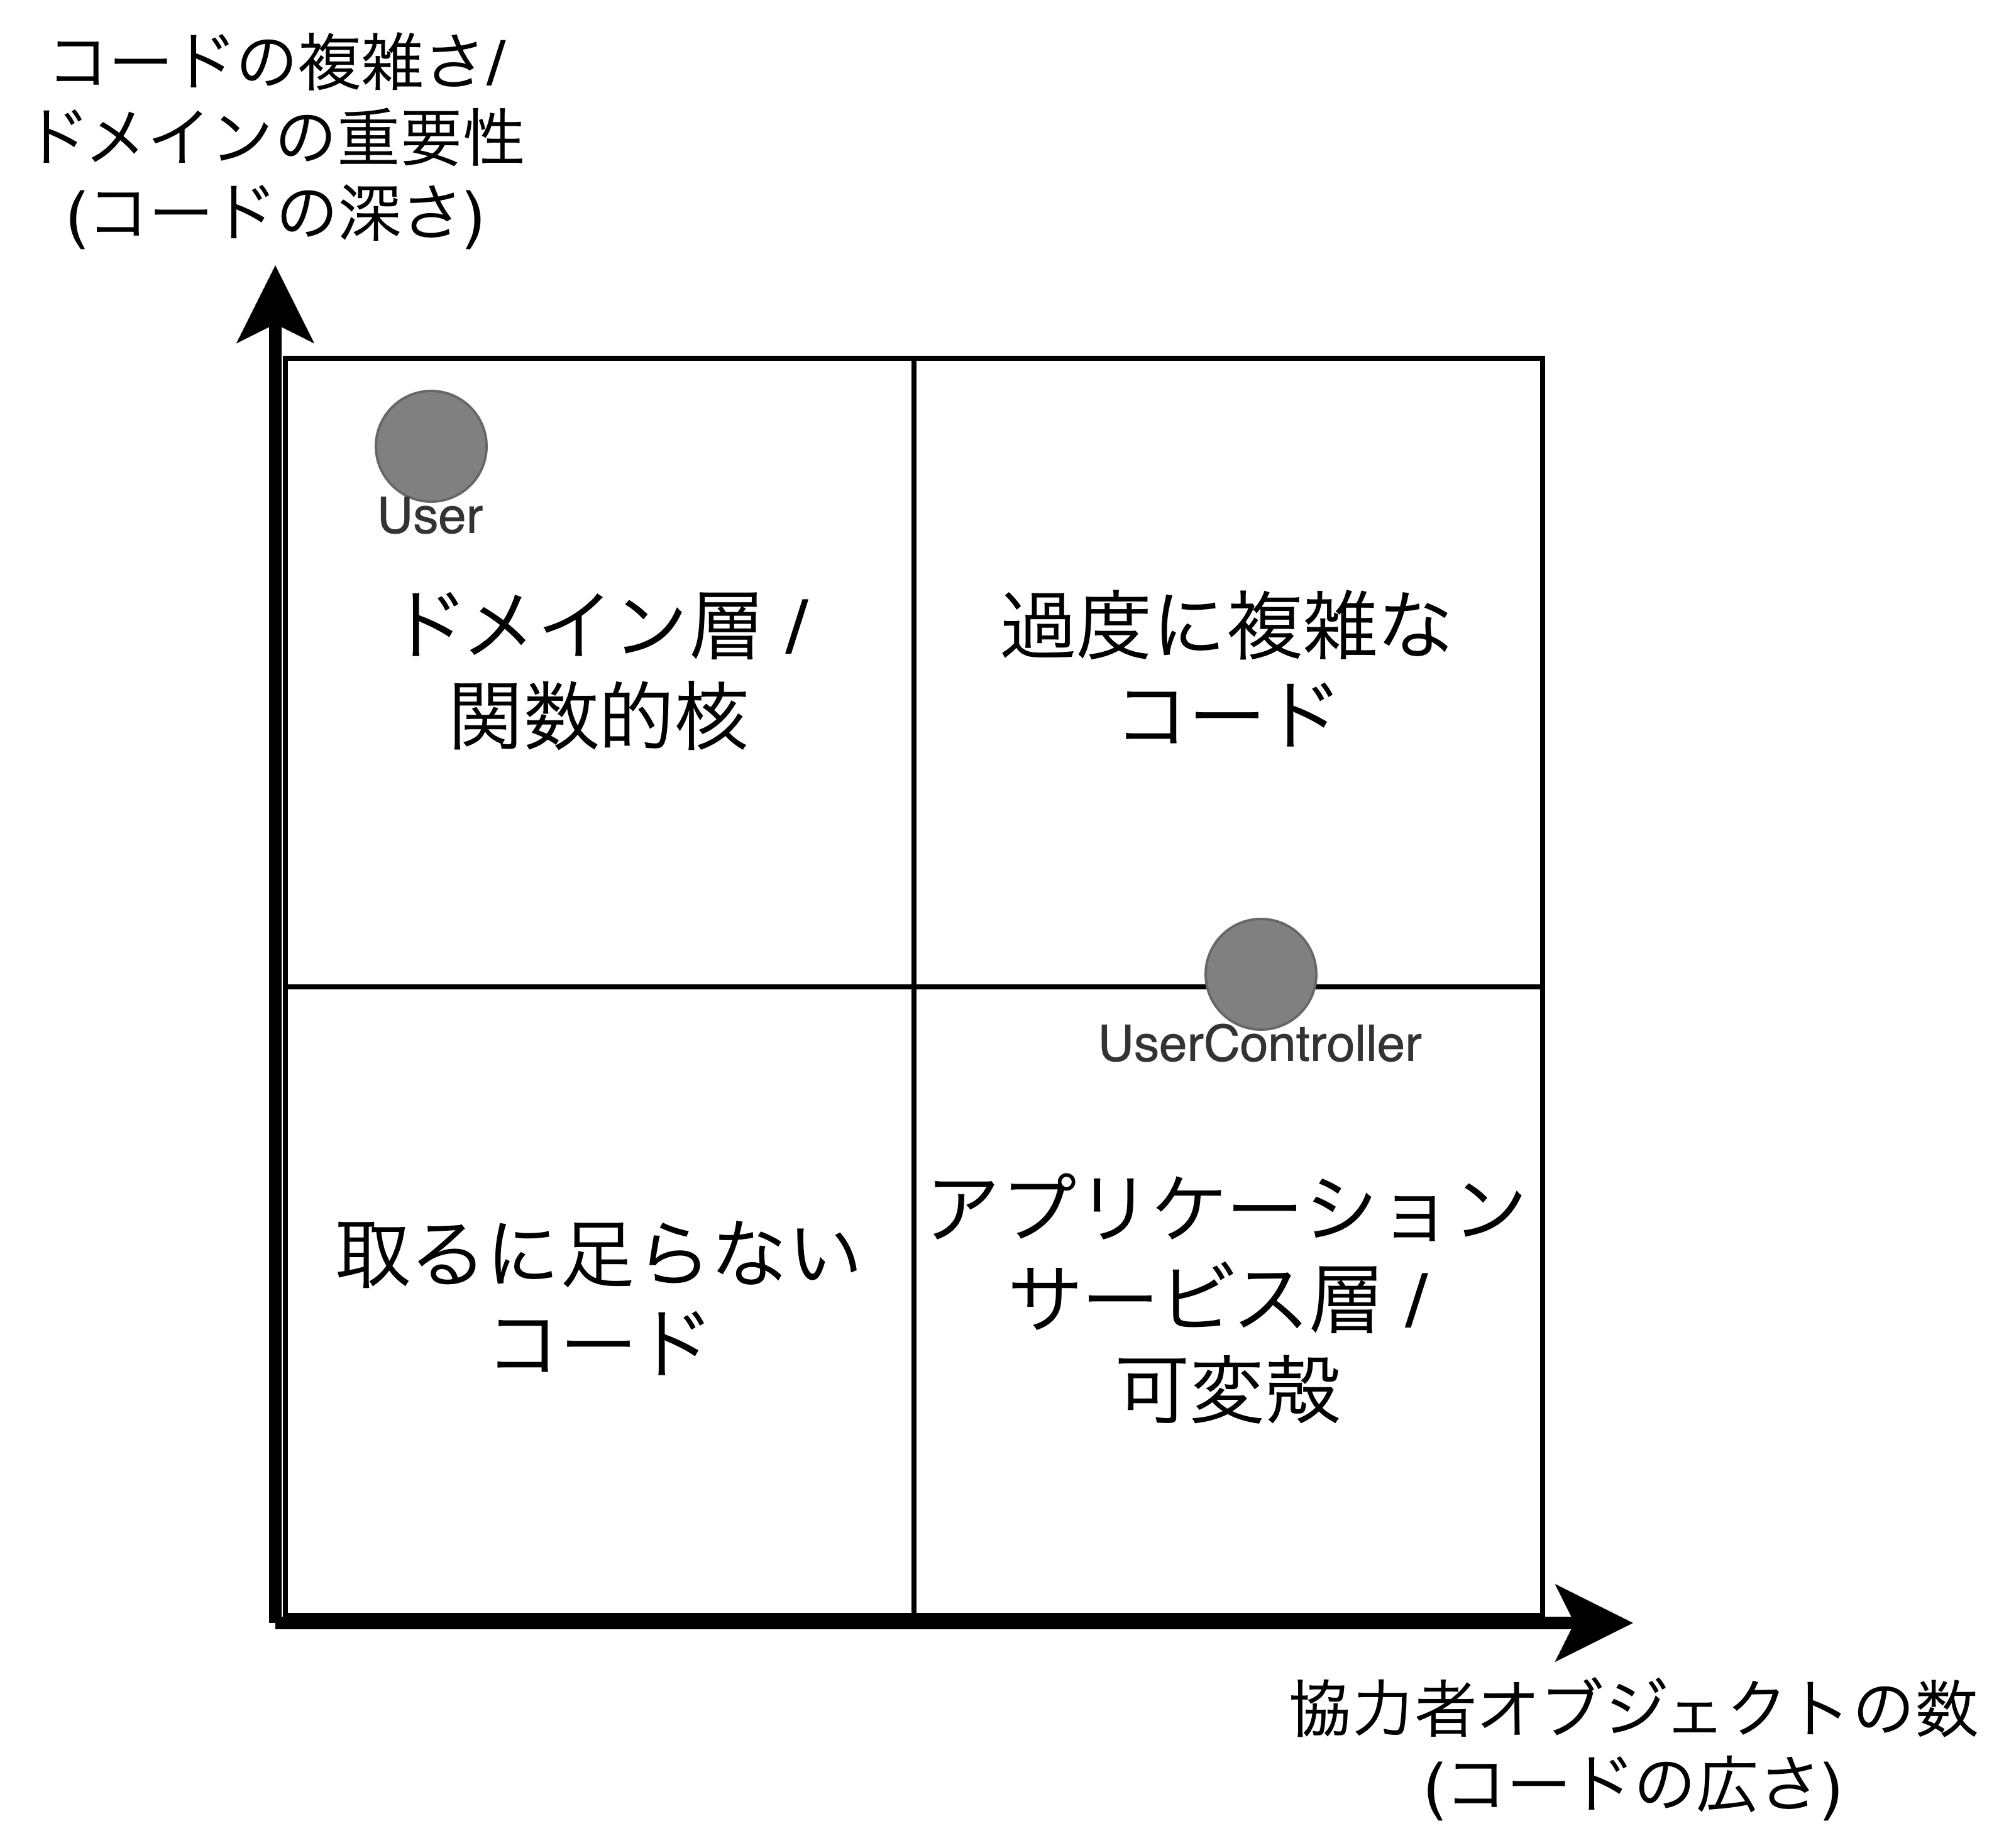 コードの複雑さ/
ドメインの重要性
(コードの深さ)
User
ドメイン層 /
関数的核
過度に複雑な
コード
UserController
取るに足らない
コード
アプリケーション
サービス層 /
可変殻
協力者オブジェクトの数
(コードの広さ)